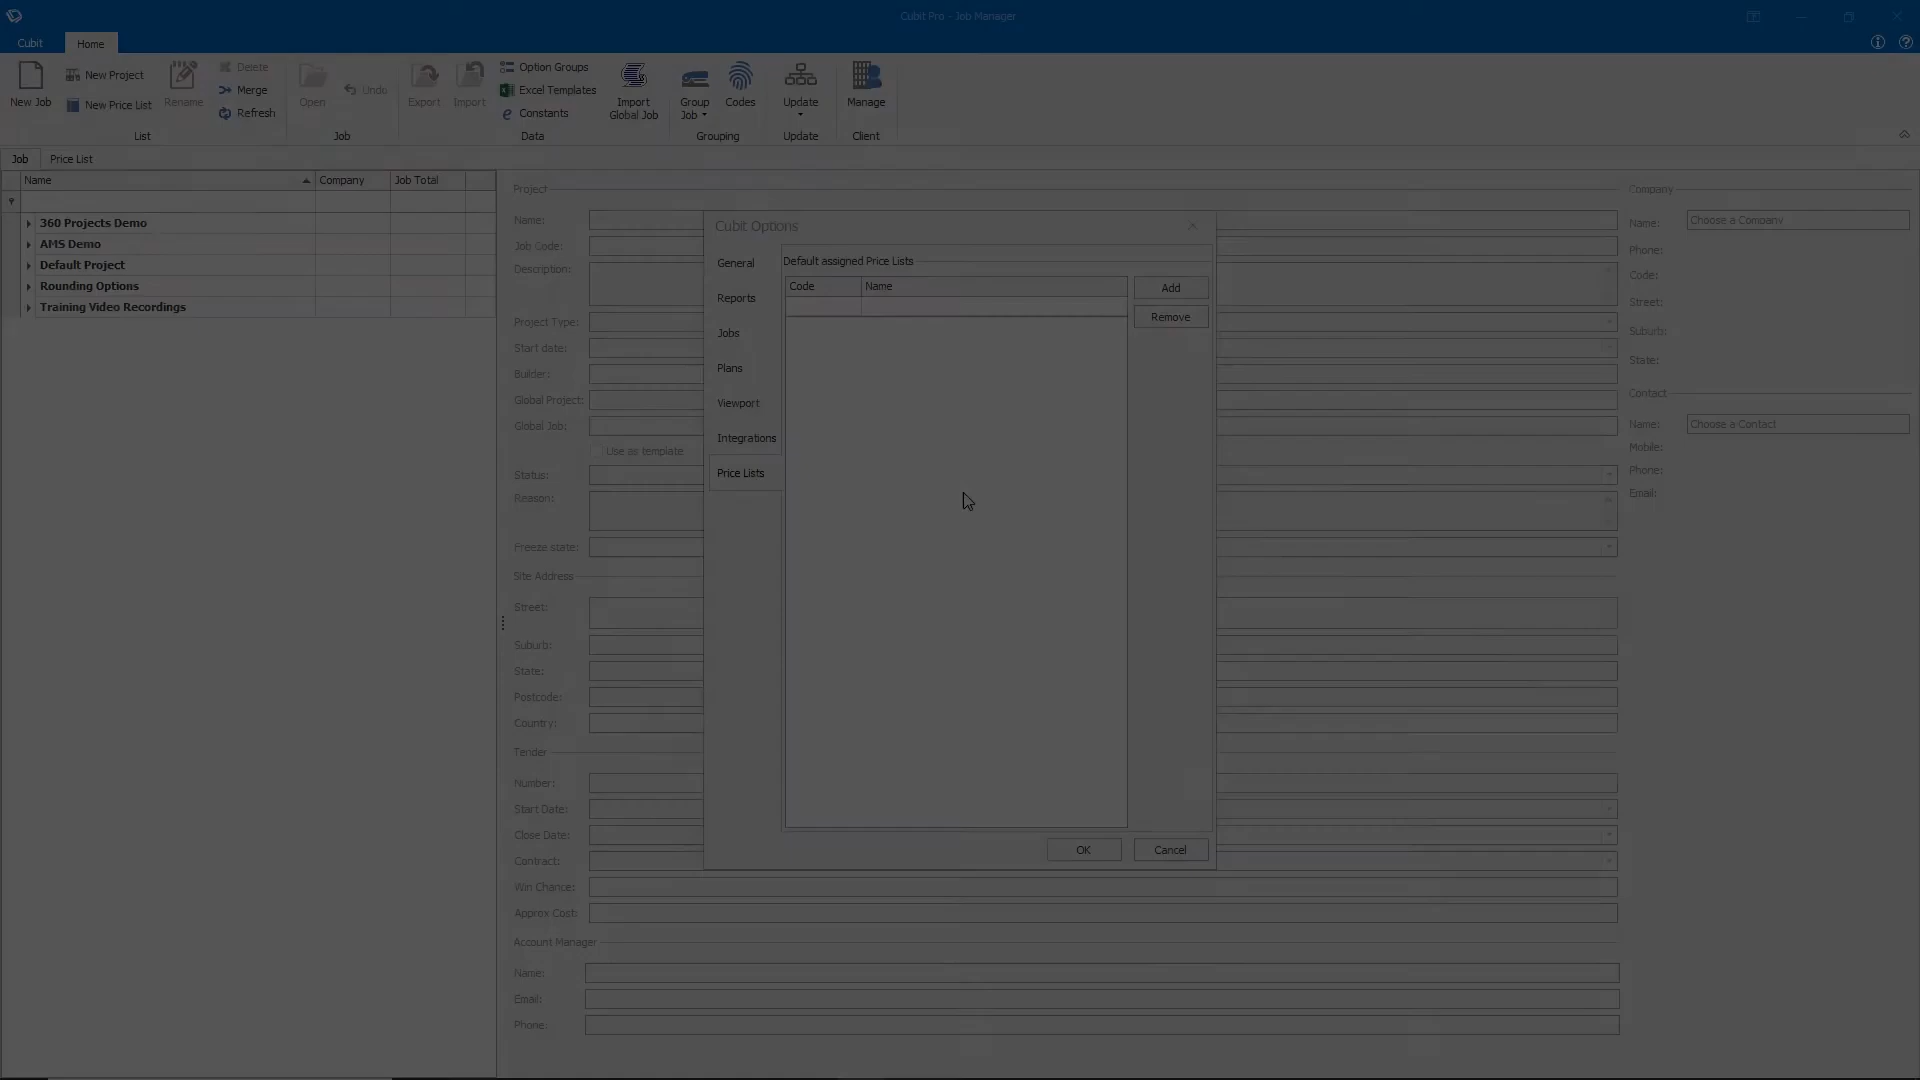 Cubit Pro - Job Manager
Cubit
Home
New Job
New Project
New Price List
Rename
Delete
Merge
Refresh
List
Open
Undo
Job
Export
Import
Option Groups
Excel Templates
Constants
Import Global Job
Data
Group Job
Codes
Grouping
Update
Update
Manage
Client
Job
Price List
Name
Company
Job Total
360 Projects Demo
AMS Demo
Default Project
Rounding Options
Training Video Recordings
Project
Name:
Job Code:
Description:
Project Type:
Start date:
Builder:
Global Project:
Global Job:
Use as template
Status:
Reason:
Freeze state:
Site Address
Street:
Suburb:
State:
Postcode:
Country:
Tender
Number:
Start Date:
Close Date:
Contract:
Win Chance:
Approx Cost:
Account Manager
Name:
Email:
Phone:
Cubit Options
General
Reports
Jobs
Plans
Viewport
Integrations
Price Lists
Default assigned Price Lists
Code
Name
Add
Remove
OK
Cancel
Company
Name:
Choose a Company
Phone:
Code:
Street:
Suburb:
State:
Contact
Name:
Choose a Contact
Mobile:
Phone:
Email: